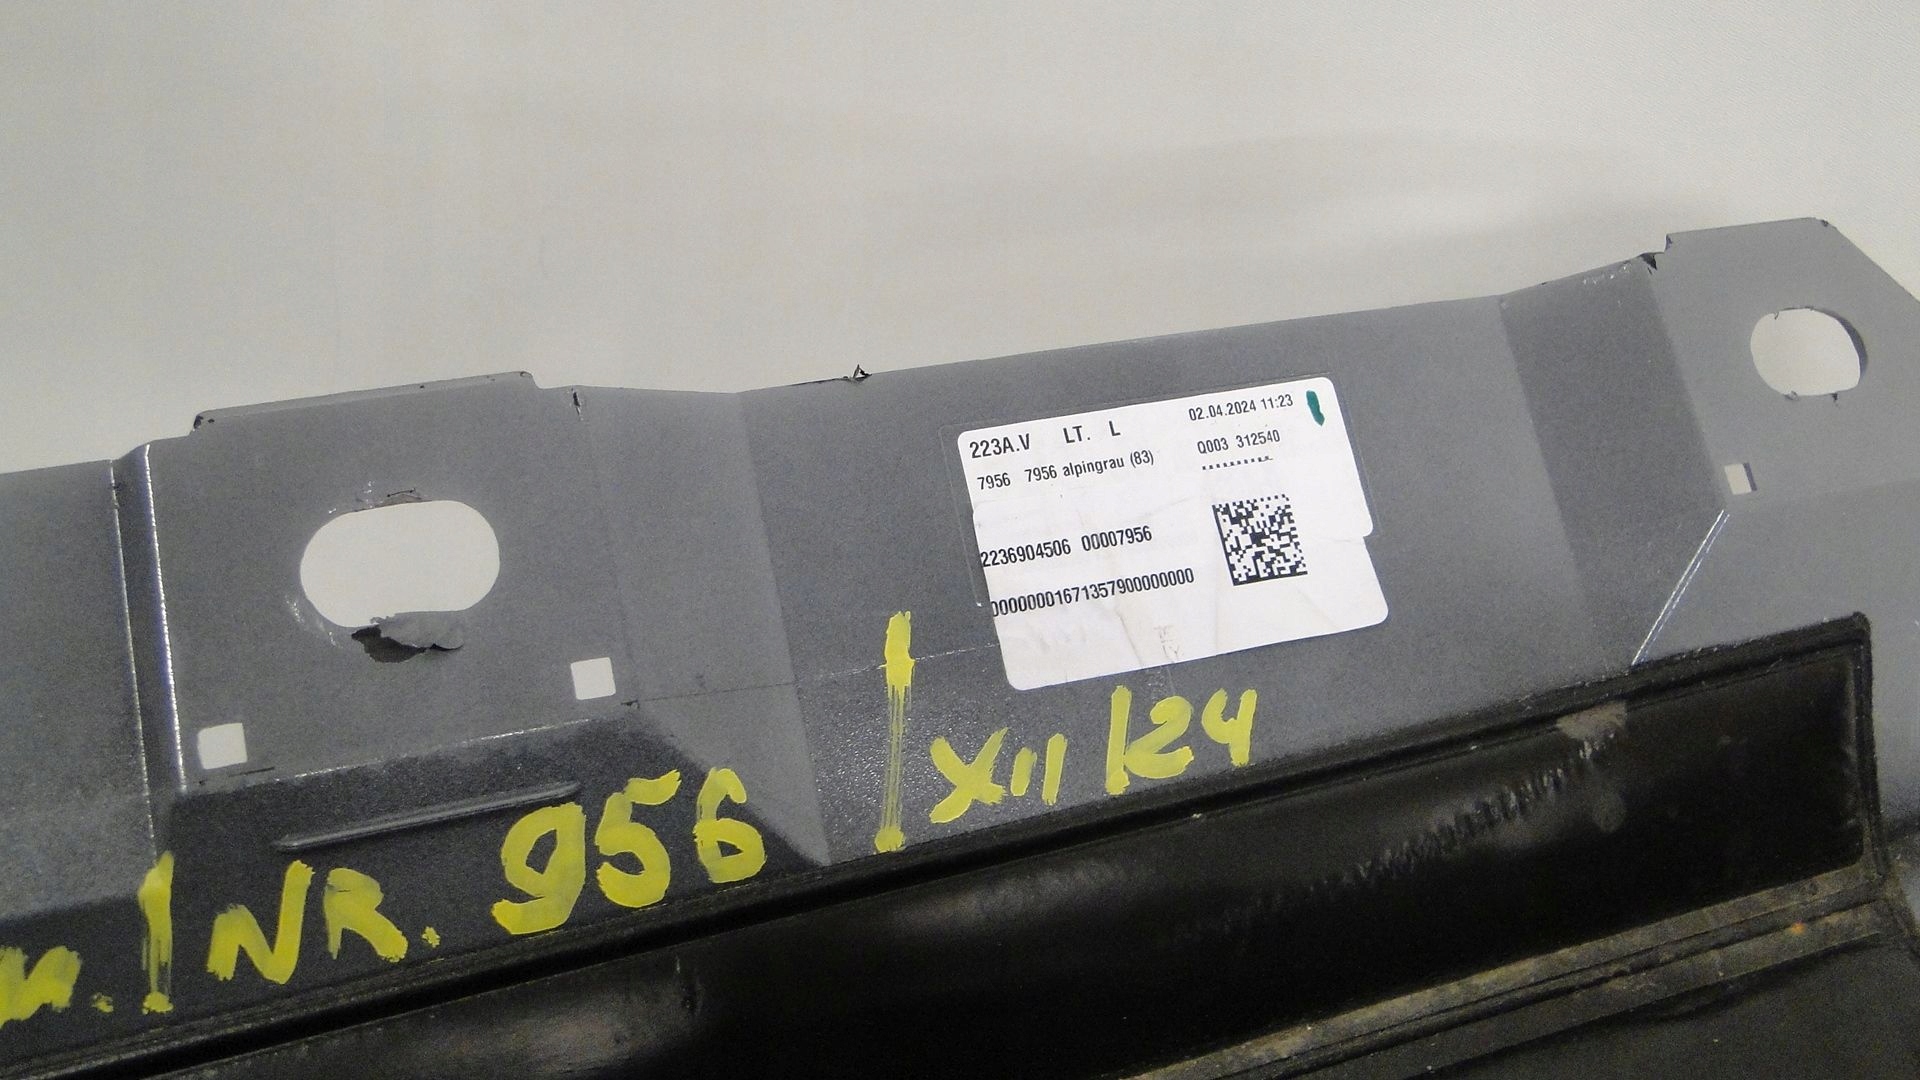 223A.V LT. L 02.04.2024 11:23
7956 7956 alpingrau (83) Q003 312540
2236904506 00007956
0000000167135790000000
NR. 956 | XII/24